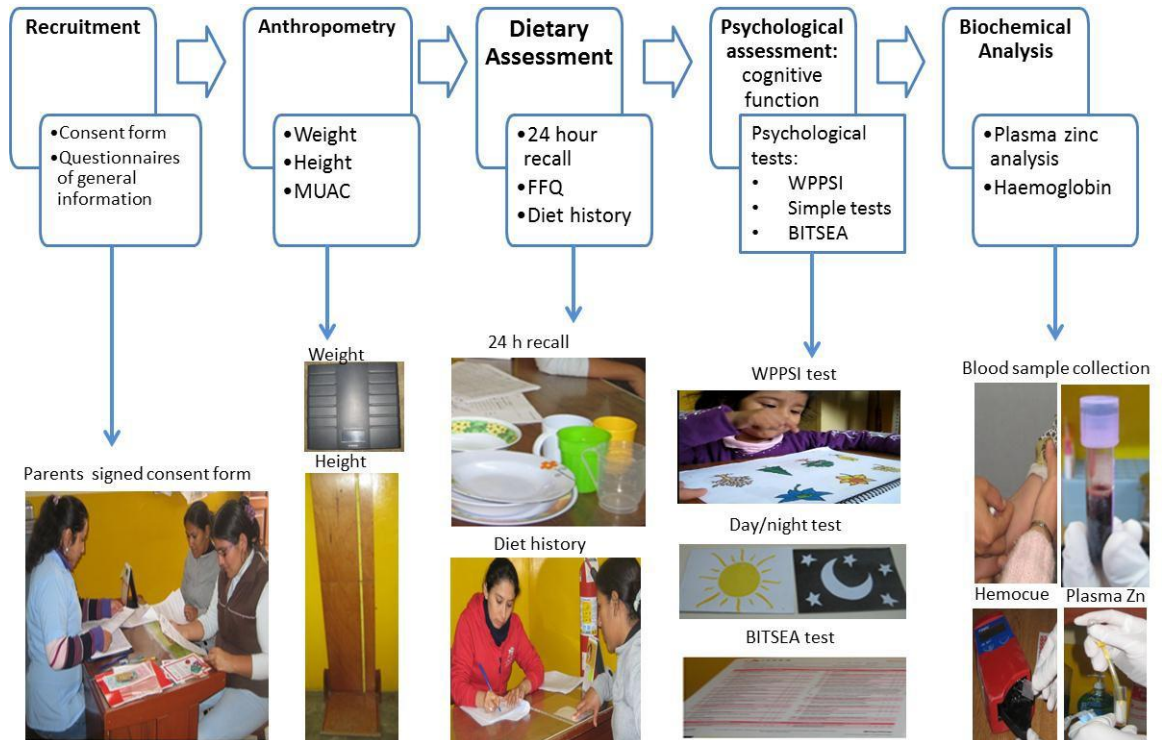 Recruitment
•Consent form
•Questionnaires
of general
information
Anthropometry
•Weight
•Height
•MUAC
Dietary
Assessment
•24 hour
recall
•FFQ
•Diet history
Psychological
assessment:
cognitive
function
Psychological
tests:
• WPPSI
• Simple tests
• BITSEA
Biochemical
Analysis
•Plasma zinc
analysis
•Haemoglobin
Parents signed consent form
Weight
Height
24 h recall
Diet history
WPPSI test
Day/night test
BITSEA test
Blood sample collection
Hemocue
Plasma Zn